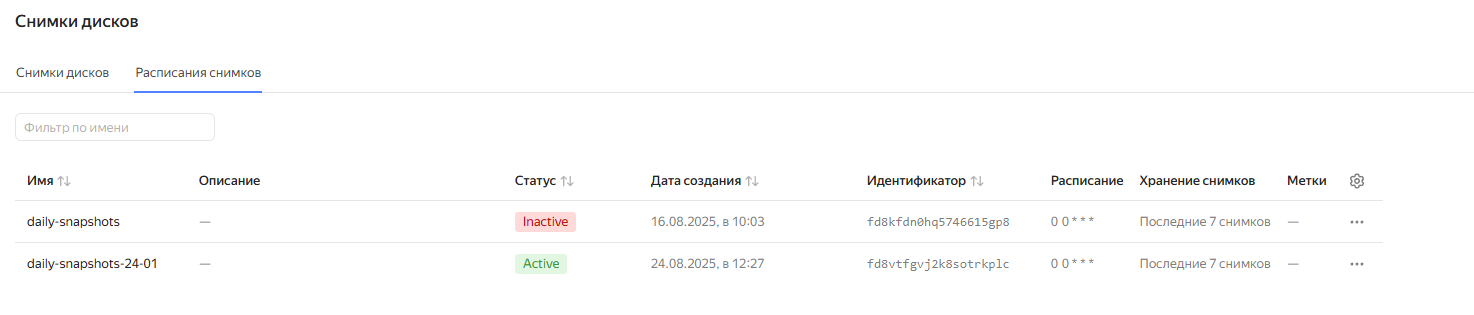 Снимки дисков
Снимки дисков Расписания снимков
Фильтр по имени
Имя Описание Статус Дата создания Идентификатор Расписание Хранение снимков Метки
daily-snapshots — Inactive 16.08.2025, в 10:03 fd8kfdn0hq5746615gp8 0 0 * * * Последние 7 снимков —
daily-snapshots-24-01 — Active 24.08.2025, в 12:27 fd8vtfgvj2k8sotrkplc 0 0 * * * Последние 7 снимков —